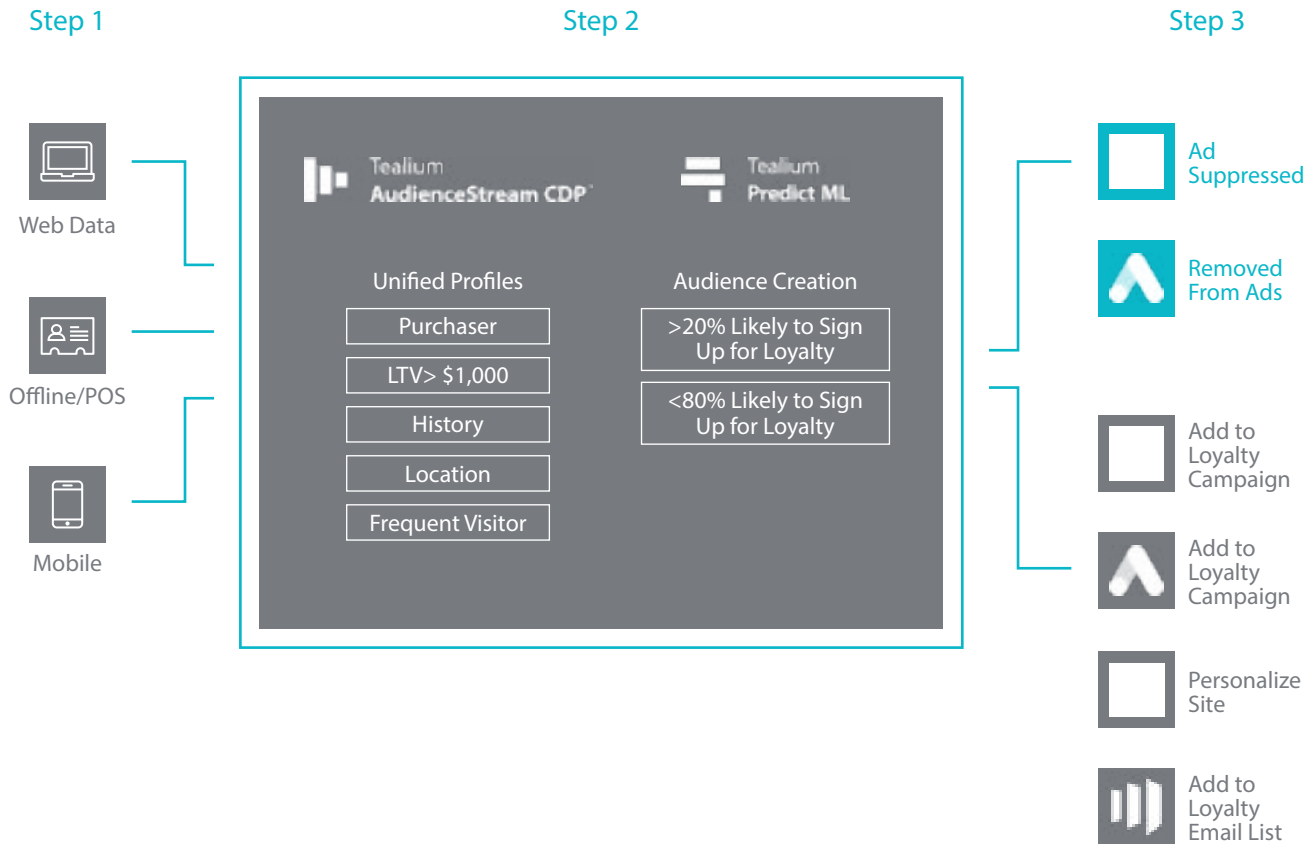 Step 1
Step 2
Step 3
Web Data
Offline/POS
Mobile
Tealium
AudienceStream CDP™
Tealium
Predict ML
Unified Profiles
Purchaser
LTV> $1,000
History
Location
Frequent Visitor
Audience Creation
>20% Likely to Sign
Up for Loyalty
<80% Likely to Sign
Up for Loyalty
Ad
Suppressed
Removed
From Ads
Add to
Loyalty
Campaign
Add to
Loyalty
Campaign
Personalize
Site
Add to
Loyalty
Email List